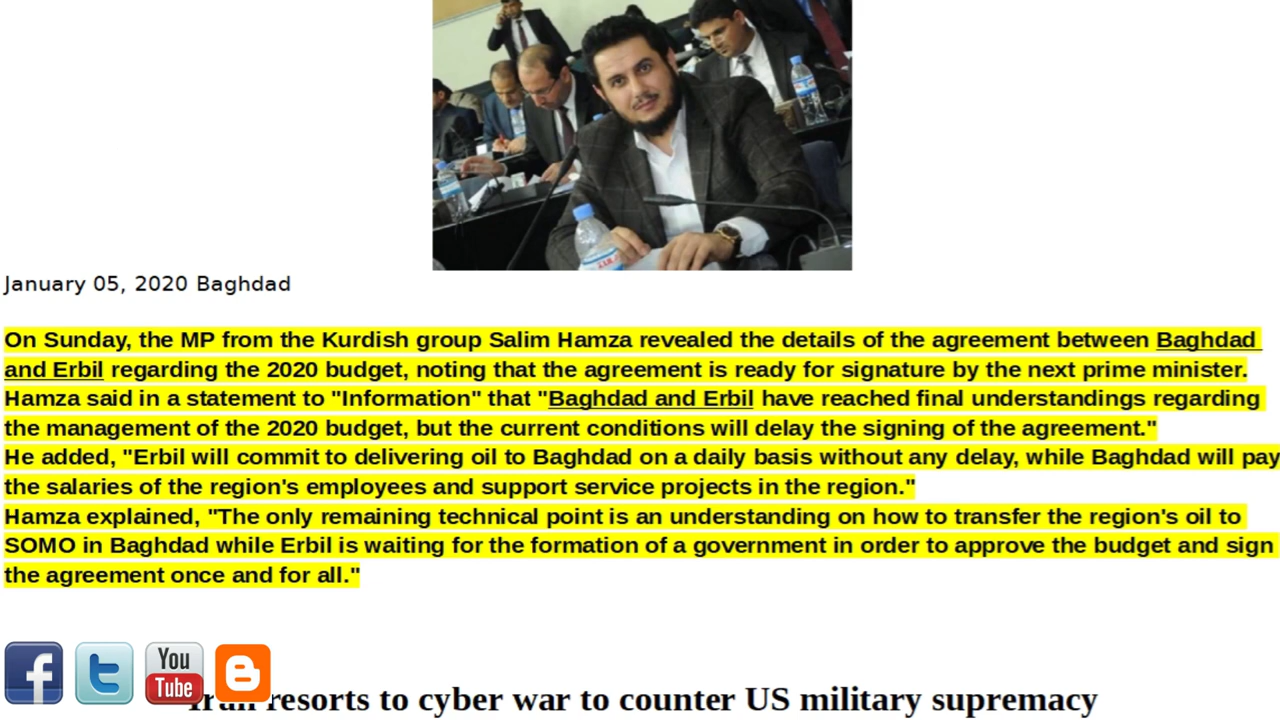 January 05, 2020 Baghdad
On Sunday, the MP from the Kurdish group Salim Hamza revealed the details of the agreement between Baghdad
and Erbil regarding the 2020 budget, noting that the agreement is ready for signature by the next prime minister.
Hamza said in a statement to "Information" that "Baghdad and Erbil have reached final understandings regarding
the management of the 2020 budget, but the current conditions will delay the signing of the agreement."
He added, "Erbil will commit to delivering oil to Baghdad on a daily basis without any delay, while Baghdad will pay
the salaries of the region's employees and support service projects in the region."
Hamza explained, "The only remaining technical point is an understanding on how to transfer the region's oil to
SOMO in Baghdad while Erbil is waiting for the formation of a government in order to approve the budget and sign
the agreement once and for all."
You
Tube
Iran resorts to cyber war to counter US military supremacy